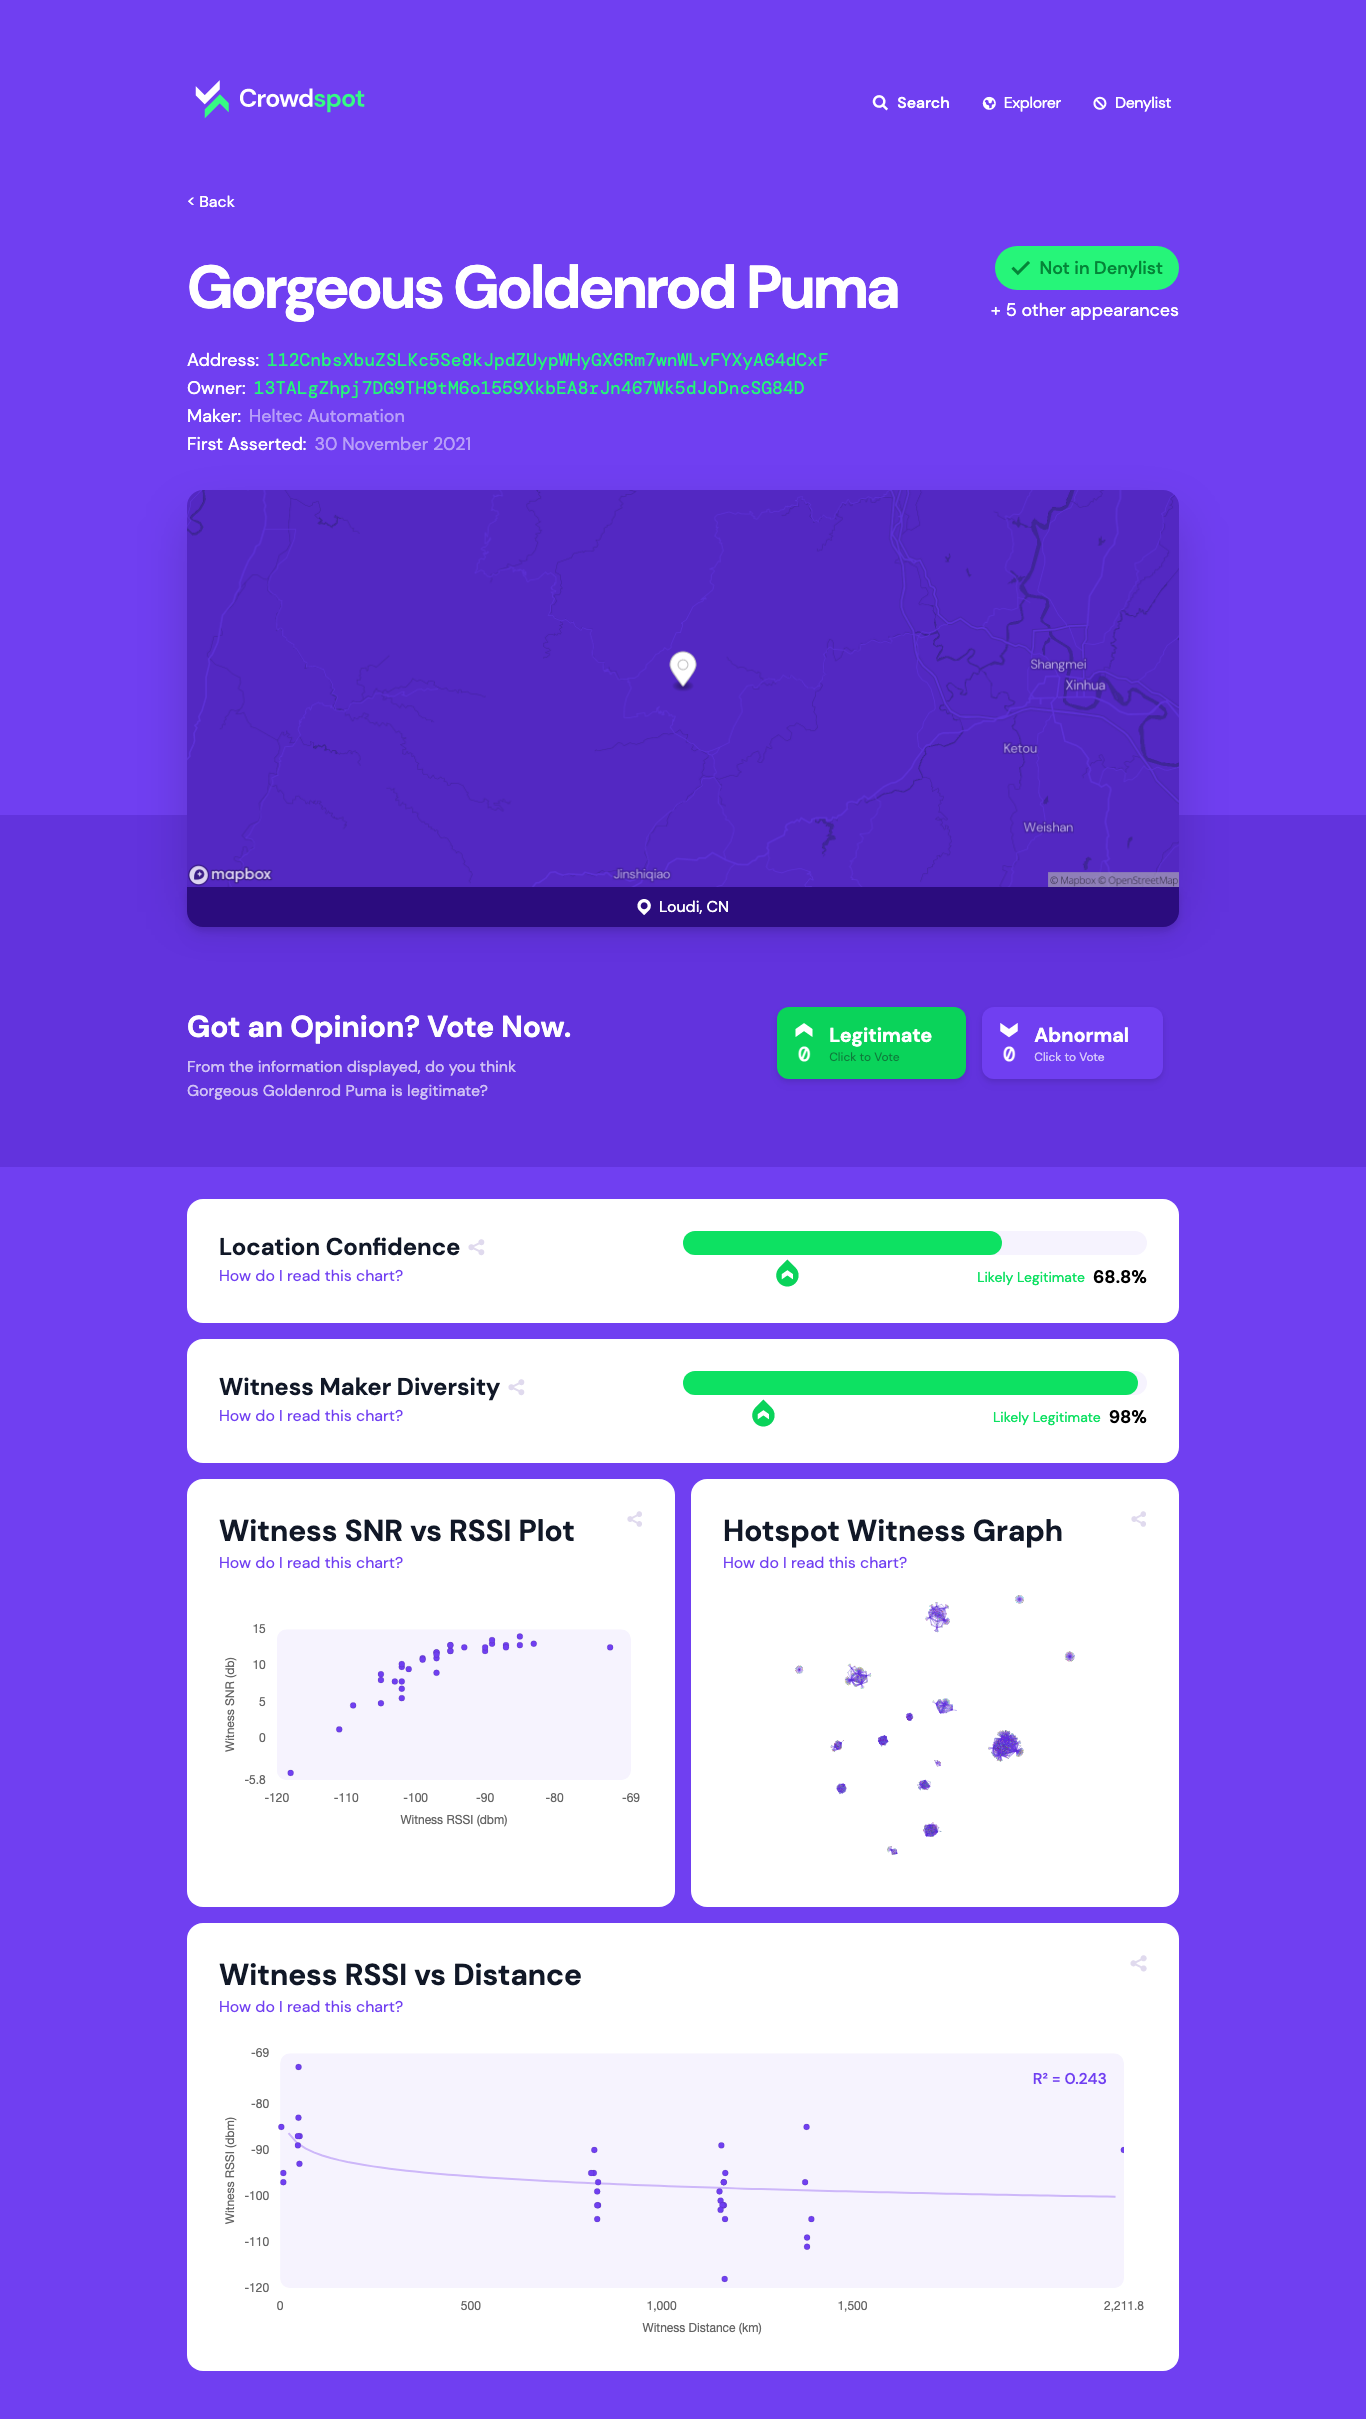 Crowdspot
Search
Explorer
Denylist
< Back
Gorgeous Goldenrod Puma
Not in Denylist
+ 5 other appearances
Address: 112CnbsXbuZSLKc5Se8kJpdZUypWHyGX6Rm7wnWLvFYXyA64dCxF
Owner: 13TALgZhpj7DG9TH9tM6o1559XkbEA8rJn467Wk5dJoDncSG84D
Maker: Heltec Automation
First Asserted: 30 November 2021
Shangmei
Xinhua
Ketou
Weishan
Jinshiqiao
mapbox
© Mapbox © OpenStreetMap
Loudi, CN
Got an Opinion? Vote Now.
From the information displayed, do you think
Gorgeous Goldenrod Puma is legitimate?
Legitimate
0 Click to Vote
Abnormal
0 Click to Vote
Location Confidence
How do I read this chart?
Likely Legitimate 68.8%
Witness Maker Diversity
How do I read this chart?
Likely Legitimate 98%
Witness SNR vs RSSI Plot
How do I read this chart?
15
10
5
0
-5.8
Witness SNR (db)
-120 -110 -100 -90 -80 -69
Witness RSSI (dbm)
Hotspot Witness Graph
How do I read this chart?
Witness RSSI vs Distance
How do I read this chart?
R² = 0.243
-69
-80
-90
-100
-110
-120
Witness RSSI (dbm)
0 500 1,000 1,500 2,211.8
Witness Distance (km)